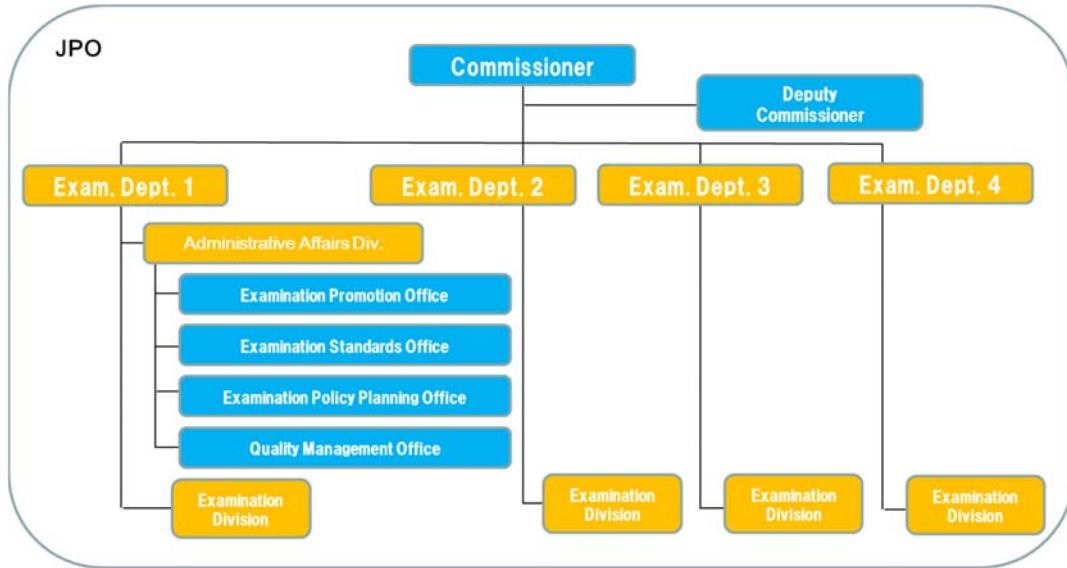 JPO
Commissioner
Deputy
Commissioner
Exam. Dept. 1
Exam. Dept. 2
Exam. Dept. 3
Exam. Dept. 4
Administrative Affairs Div.
Examination Promotion Office
Examination Standards Office
Examination Policy Planning Office
Quality Management Office
Examination
Division
Examination
Division
Examination
Division
Examination
Division